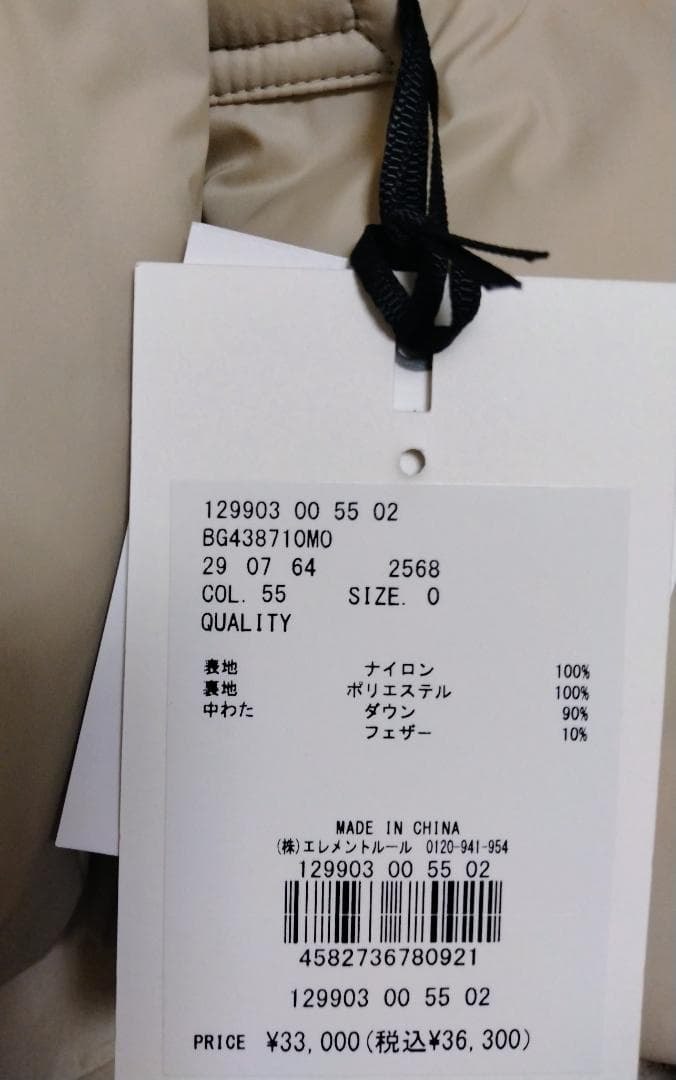 129903 00 55 02
BG438710MO
29 07 64 2568
COL. 55 SIZE. 0
QUALITY
表地 ナイロン 100%
裏地 ポリエステル 100%
中わた ダウン 90%
フェザー 10%
MADE IN CHINA
(株)エレメントルール 0120-941-954
129903 00 55 02
4582736780921
129903 00 55 02
PRICE ¥33,000(税込¥36,300)